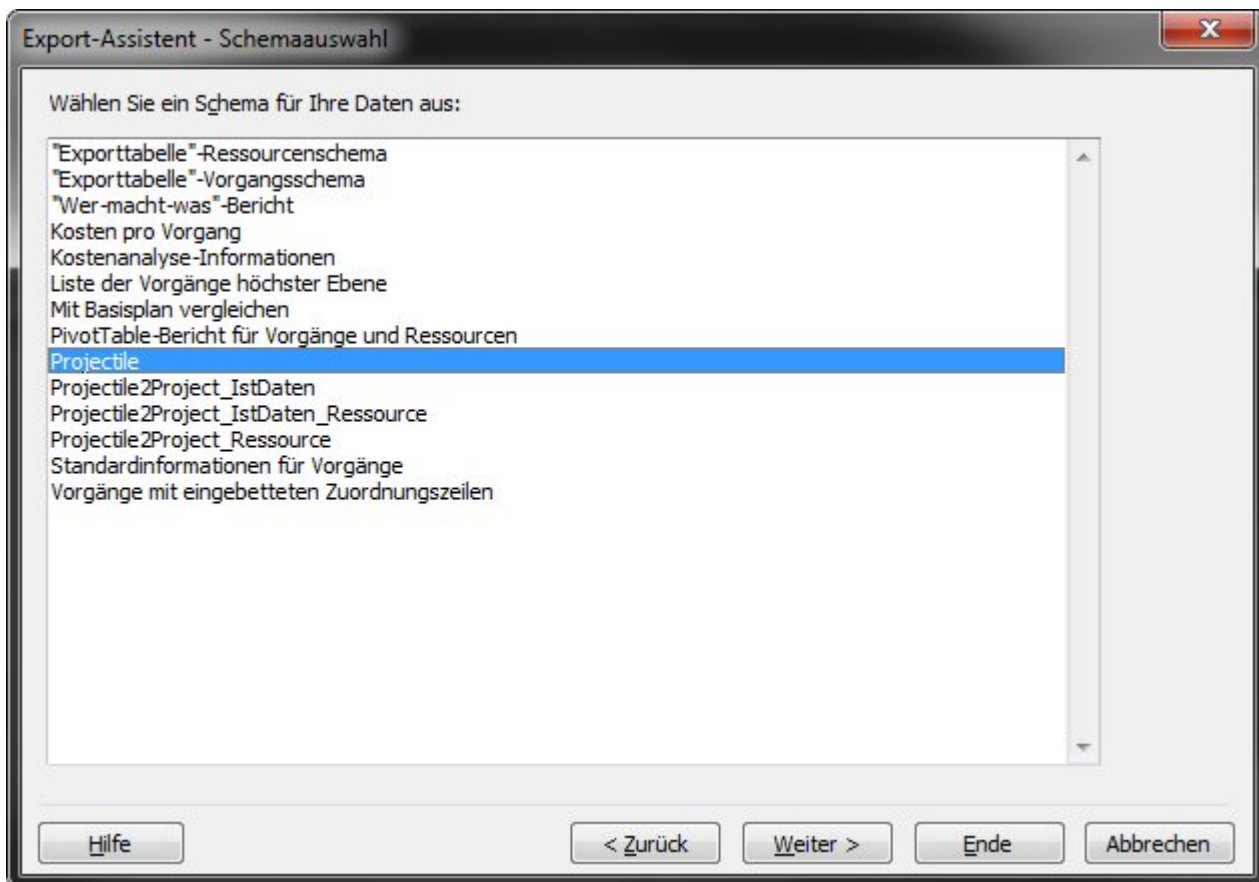 Export-Assistent - Schemaauswahl
Wählen Sie ein Schema für Ihre Daten aus:
"Exporttabelle"-Ressourcenschema
"Exporttabelle"-Vorgangsschema
"Wer-macht-was"-Bericht
Kosten pro Vorgang
Kostenanalyse-Informationen
Liste der Vorgänge höchster Ebene
Mit Basisplan vergleichen
PivotTable-Bericht für Vorgänge und Ressourcen
Projectile
Projectile2Project_IstDaten
Projectile2Project_IstDaten_Ressource
Projectile2Project_Ressource
Standardinformationen für Vorgänge
Vorgänge mit eingebetteten Zuordnungszeilen
Hilfe < Zurück Weiter > Ende Abbrechen